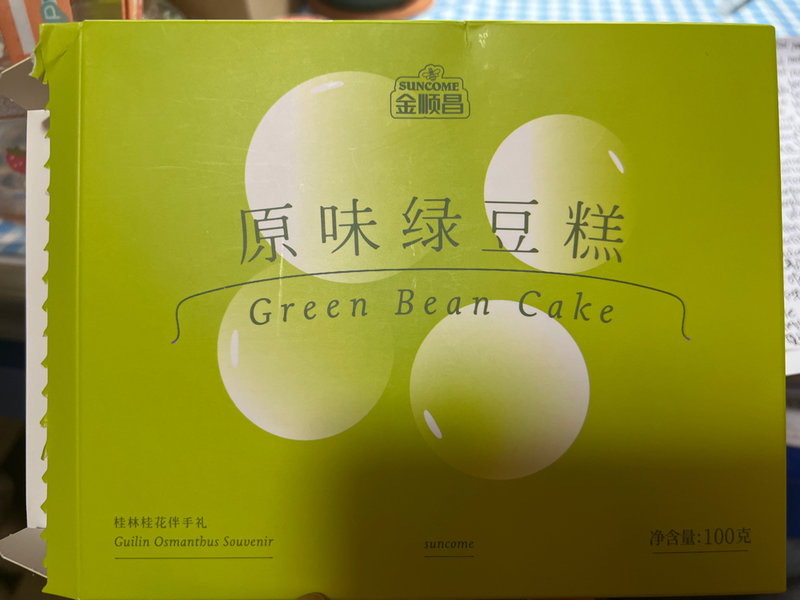 SUNCOME
金顺昌
原味绿豆糕
Green Bean Cake
桂林桂花伴手礼
Guilin Osmanthus Souvenir
suncome
净含量:100克